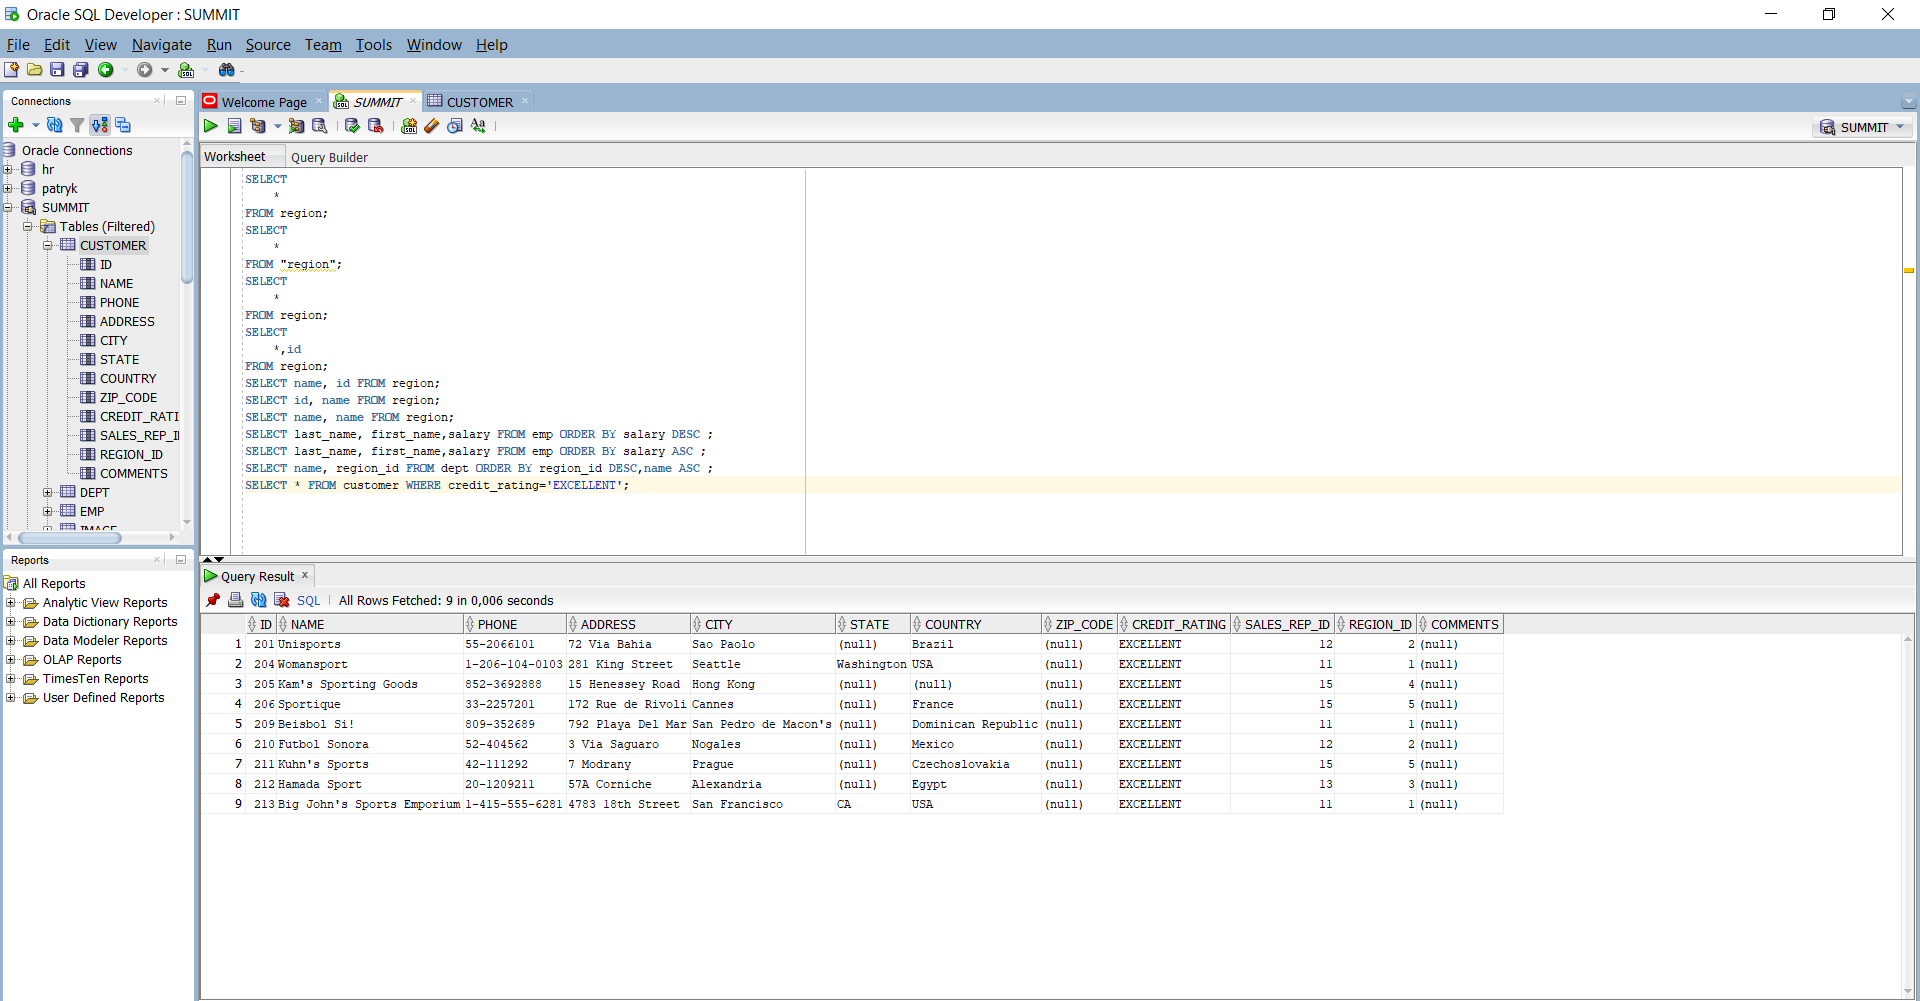 Oracle SQL Developer : SUMMIT
File Edit View Navigate Run Source Team Tools Window Help
Connections
Oracle Connections
hr
patryk
SUMMIT
Tables (Filtered)
CUSTOMER
ID
NAME
PHONE
ADDRESS
CITY
STATE
COUNTRY
ZIP_CODE
CREDIT_RATI
SALES_REP_I
REGION_ID
COMMENTS
DEPT
EMP
IMAGE
Reports
All Reports
Analytic View Reports
Data Dictionary Reports
Data Modeler Reports
OLAP Reports
TimesTen Reports
User Defined Reports
Welcome Page SUMMIT CUSTOMER
SUMMIT
Worksheet Query Builder
SELECT
*
FROM region;
SELECT
*
FROM "region";
SELECT
*
FROM region;
SELECT
*,id
FROM region;
SELECT name, id FROM region;
SELECT id, name FROM region;
SELECT name, name FROM region;
SELECT last_name, first_name,salary FROM emp ORDER BY salary DESC ;
SELECT last_name, first_name,salary FROM emp ORDER BY salary ASC ;
SELECT name, region_id FROM dept ORDER BY region_id DESC,name ASC ;
SELECT * FROM customer WHERE credit_rating='EXCELLENT';
Query Result
SQL | All Rows Fetched: 9 in 0,006 seconds
ID NAME PHONE ADDRESS CITY STATE COUNTRY ZIP_CODE CREDIT_RATING SALES_REP_ID REGION_ID COMMENTS
1 201 Unisports 55-2066101 72 Via Bahia Sao Paolo (null) Brazil (null) EXCELLENT 12 2 (null)
2 204 Womansport 1-206-104-0103 281 King Street Seattle Washington USA (null) EXCELLENT 11 1 (null)
3 205 Kam's Sporting Goods 852-3692888 15 Henessey Road Hong Kong (null) (null) (null) EXCELLENT 15 4 (null)
4 206 Sportique 33-2257201 172 Rue de Rivoli Cannes (null) France (null) EXCELLENT 15 5 (null)
5 209 Beisbol Si! 809-352689 792 Playa Del Mar San Pedro de Macon's (null) Dominican Republic (null) EXCELLENT 11 1 (null)
6 210 Futbol Sonora 52-404562 3 Via Saguaro Nogales (null) Mexico (null) EXCELLENT 12 2 (null)
7 211 Kuhn's Sports 42-111292 7 Modrany Prague (null) Czechoslovakia (null) EXCELLENT 15 5 (null)
8 212 Hamada Sport 20-1209211 57A Corniche Alexandria (null) Egypt (null) EXCELLENT 13 3 (null)
9 213 Big John's Sports Emporium 1-415-555-6281 4783 18th Street San Francisco CA USA (null) EXCELLENT 11 1 (null)